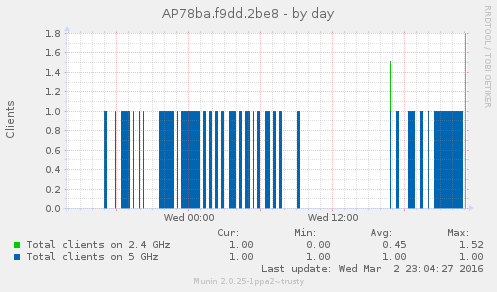 AP78ba.f9dd.2be8 - by day
RRDTOOL / TOBI OETIKER
Clients
1.8
1.6
1.4
1.2
1.0
0.8
0.6
0.4
0.2
0.0
Wed 00:00 Wed 12:00
Cur: Min: Avg: Max:
Total clients on 2.4 GHz 1.00 0.00 0.45 1.52
Total clients on 5 GHz 1.00 1.00 1.00 1.00
Last update: Wed Mar 2 23:04:27 2016
Munin 2.0.25-1ppa2~trusty